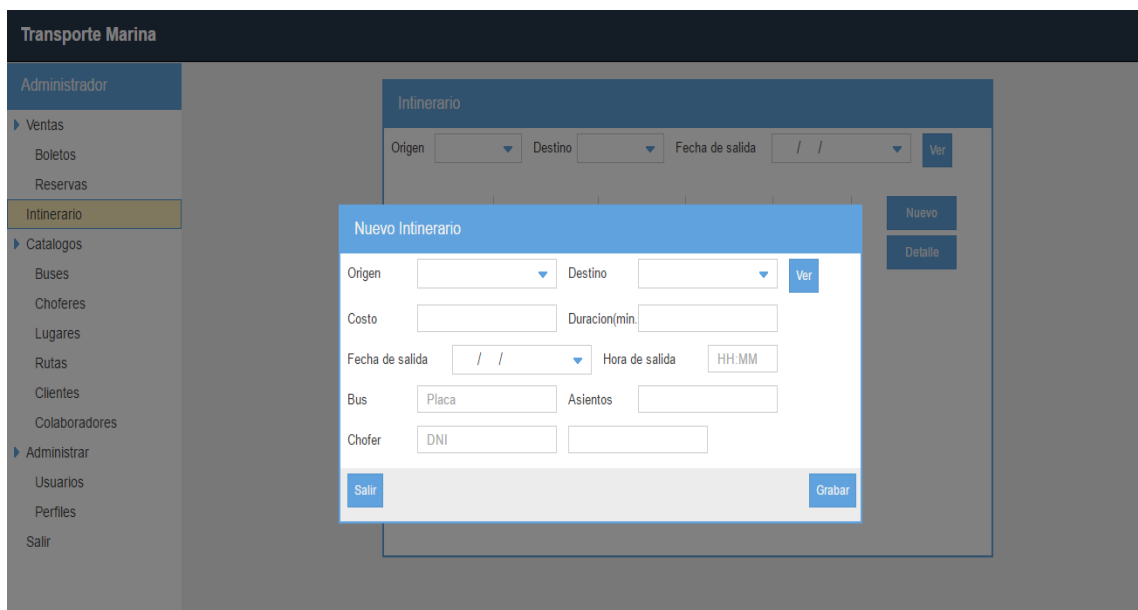 Transporte Marina
Administrador
Ventas
Boletos
Reservas
Intinerario
Catalogos
Buses
Choferes
Lugares
Rutas
Clientes
Colaboradores
Administrar
Usuarios
Perfiles
Salir
Intinerario
Origen Destino Fecha de salida / / Ver
Nuevo
Detalle
Nuevo Intinerario
Origen Destino Ver
Costo Duracion(min.
Fecha de salida / / Hora de salida HH:MM
Bus Placa Asientos
Chofer DNI
Salir Grabar